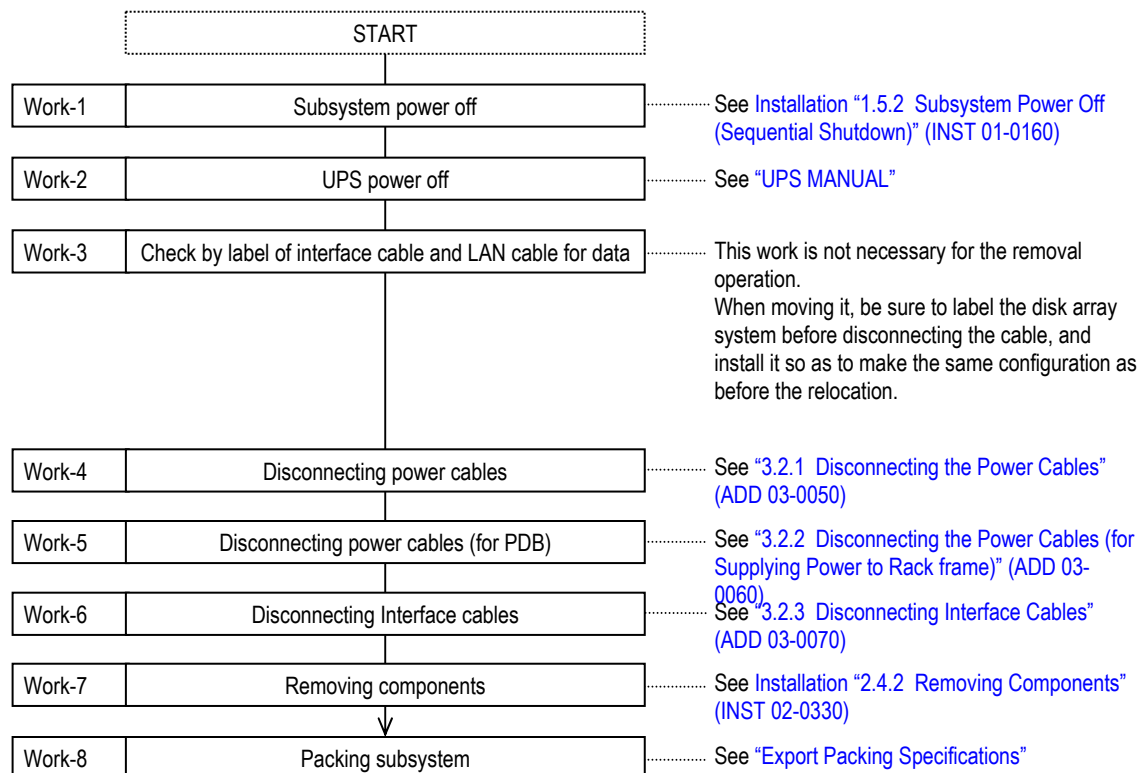 START
Work-1 Subsystem power off See Installation “1.5.2 Subsystem Power Off
(Sequential Shutdown)” (INST 01-0160)
Work-2 UPS power off See “UPS MANUAL”
Work-3 Check by label of interface cable and LAN cable for data This work is not necessary for the removal
operation.
When moving it, be sure to label the disk array
system before disconnecting the cable, and
install it so as to make the same configuration as
before the relocation.
Work-4 Disconnecting power cables See “3.2.1 Disconnecting the Power Cables”
(ADD 03-0050)
Work-5 Disconnecting power cables (for PDB) See “3.2.2 Disconnecting the Power Cables (for
Supplying Power to Rack frame)” (ADD 03-
0060)
Work-6 Disconnecting Interface cables See “3.2.3 Disconnecting Interface Cables”
(ADD 03-0070)
Work-7 Removing components See Installation “2.4.2 Removing Components”
(INST 02-0330)
Work-8 Packing subsystem See “Export Packing Specifications”